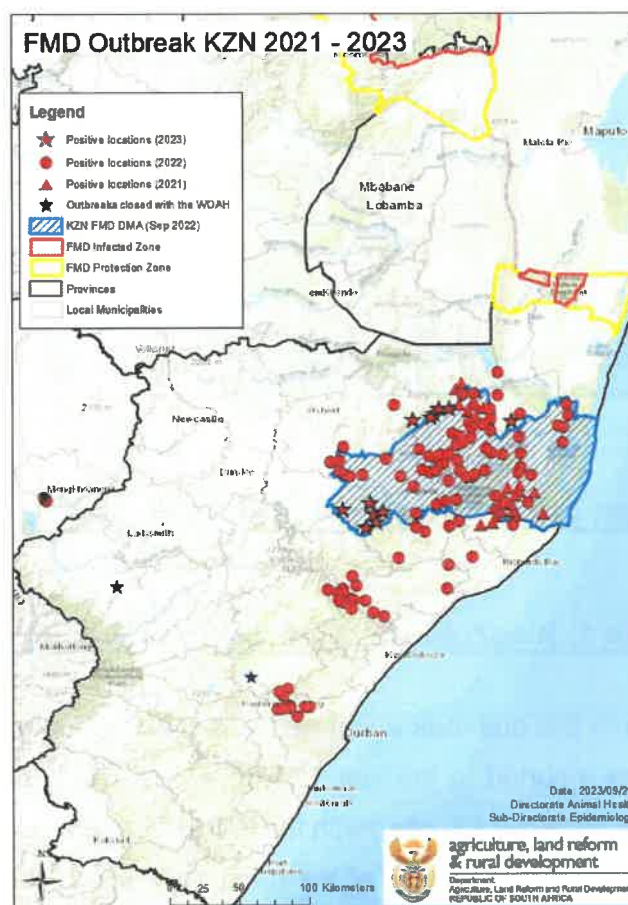 FMD Outbreak KZN 2021 - 2023
Legend
Positive locations (2023)
Positive locations (2022)
Positive locations (2021)
Outbreaks closed with the WOAH
KZN FMD DMA (Sep 2022)
FMD Infected Zone
FMD Protection Zone
Provinces
Local Municipalities
Maputo
Mbabane
Lobamba
Newcastle
Durban
25 50 100 Kilometers
Date: 2023/09/2
Directorate Animal Healt
Sub-Directorate Epidemiolog
agriculture, land reform
& rural development
Department:
Agriculture, Land Reform and Rural Developmen
REPUBLIC OF SOUTH AFRICA